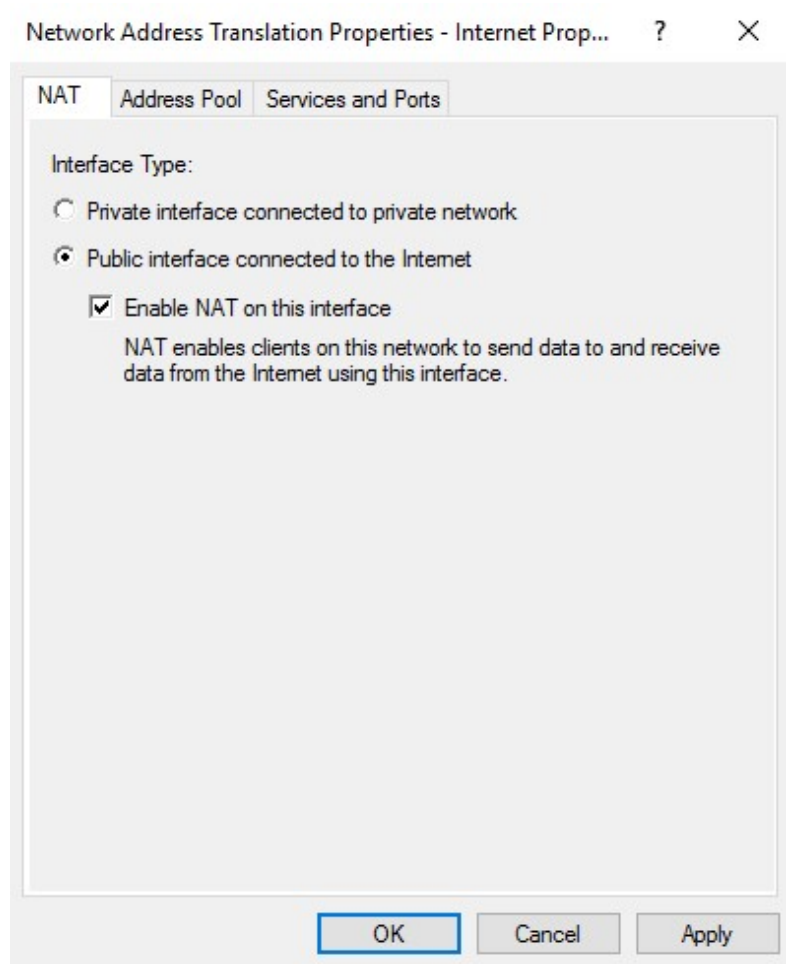 Network Address Translation Properties - Internet Prop... ? ×
NAT Address Pool Services and Ports
Interface Type:
Private interface connected to private network
Public interface connected to the Internet
Enable NAT on this interface
NAT enables clients on this network to send data to and receive
data from the Internet using this interface.
OK Cancel Apply